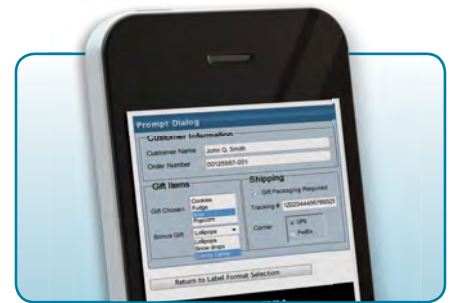 Prompt Dialog
Customer Information
Customer Name John Q. Smith
Order Number 00125587-001
Gift Items
Gift Chosen
Cookies
Fudge
Popcorn
Bonus Gift Lollipops
Lollipops
Snow drops
Shipping
Gift Packaging Required
Tracking #
Carrier UPS
FedEx
Return to Label Format Selection